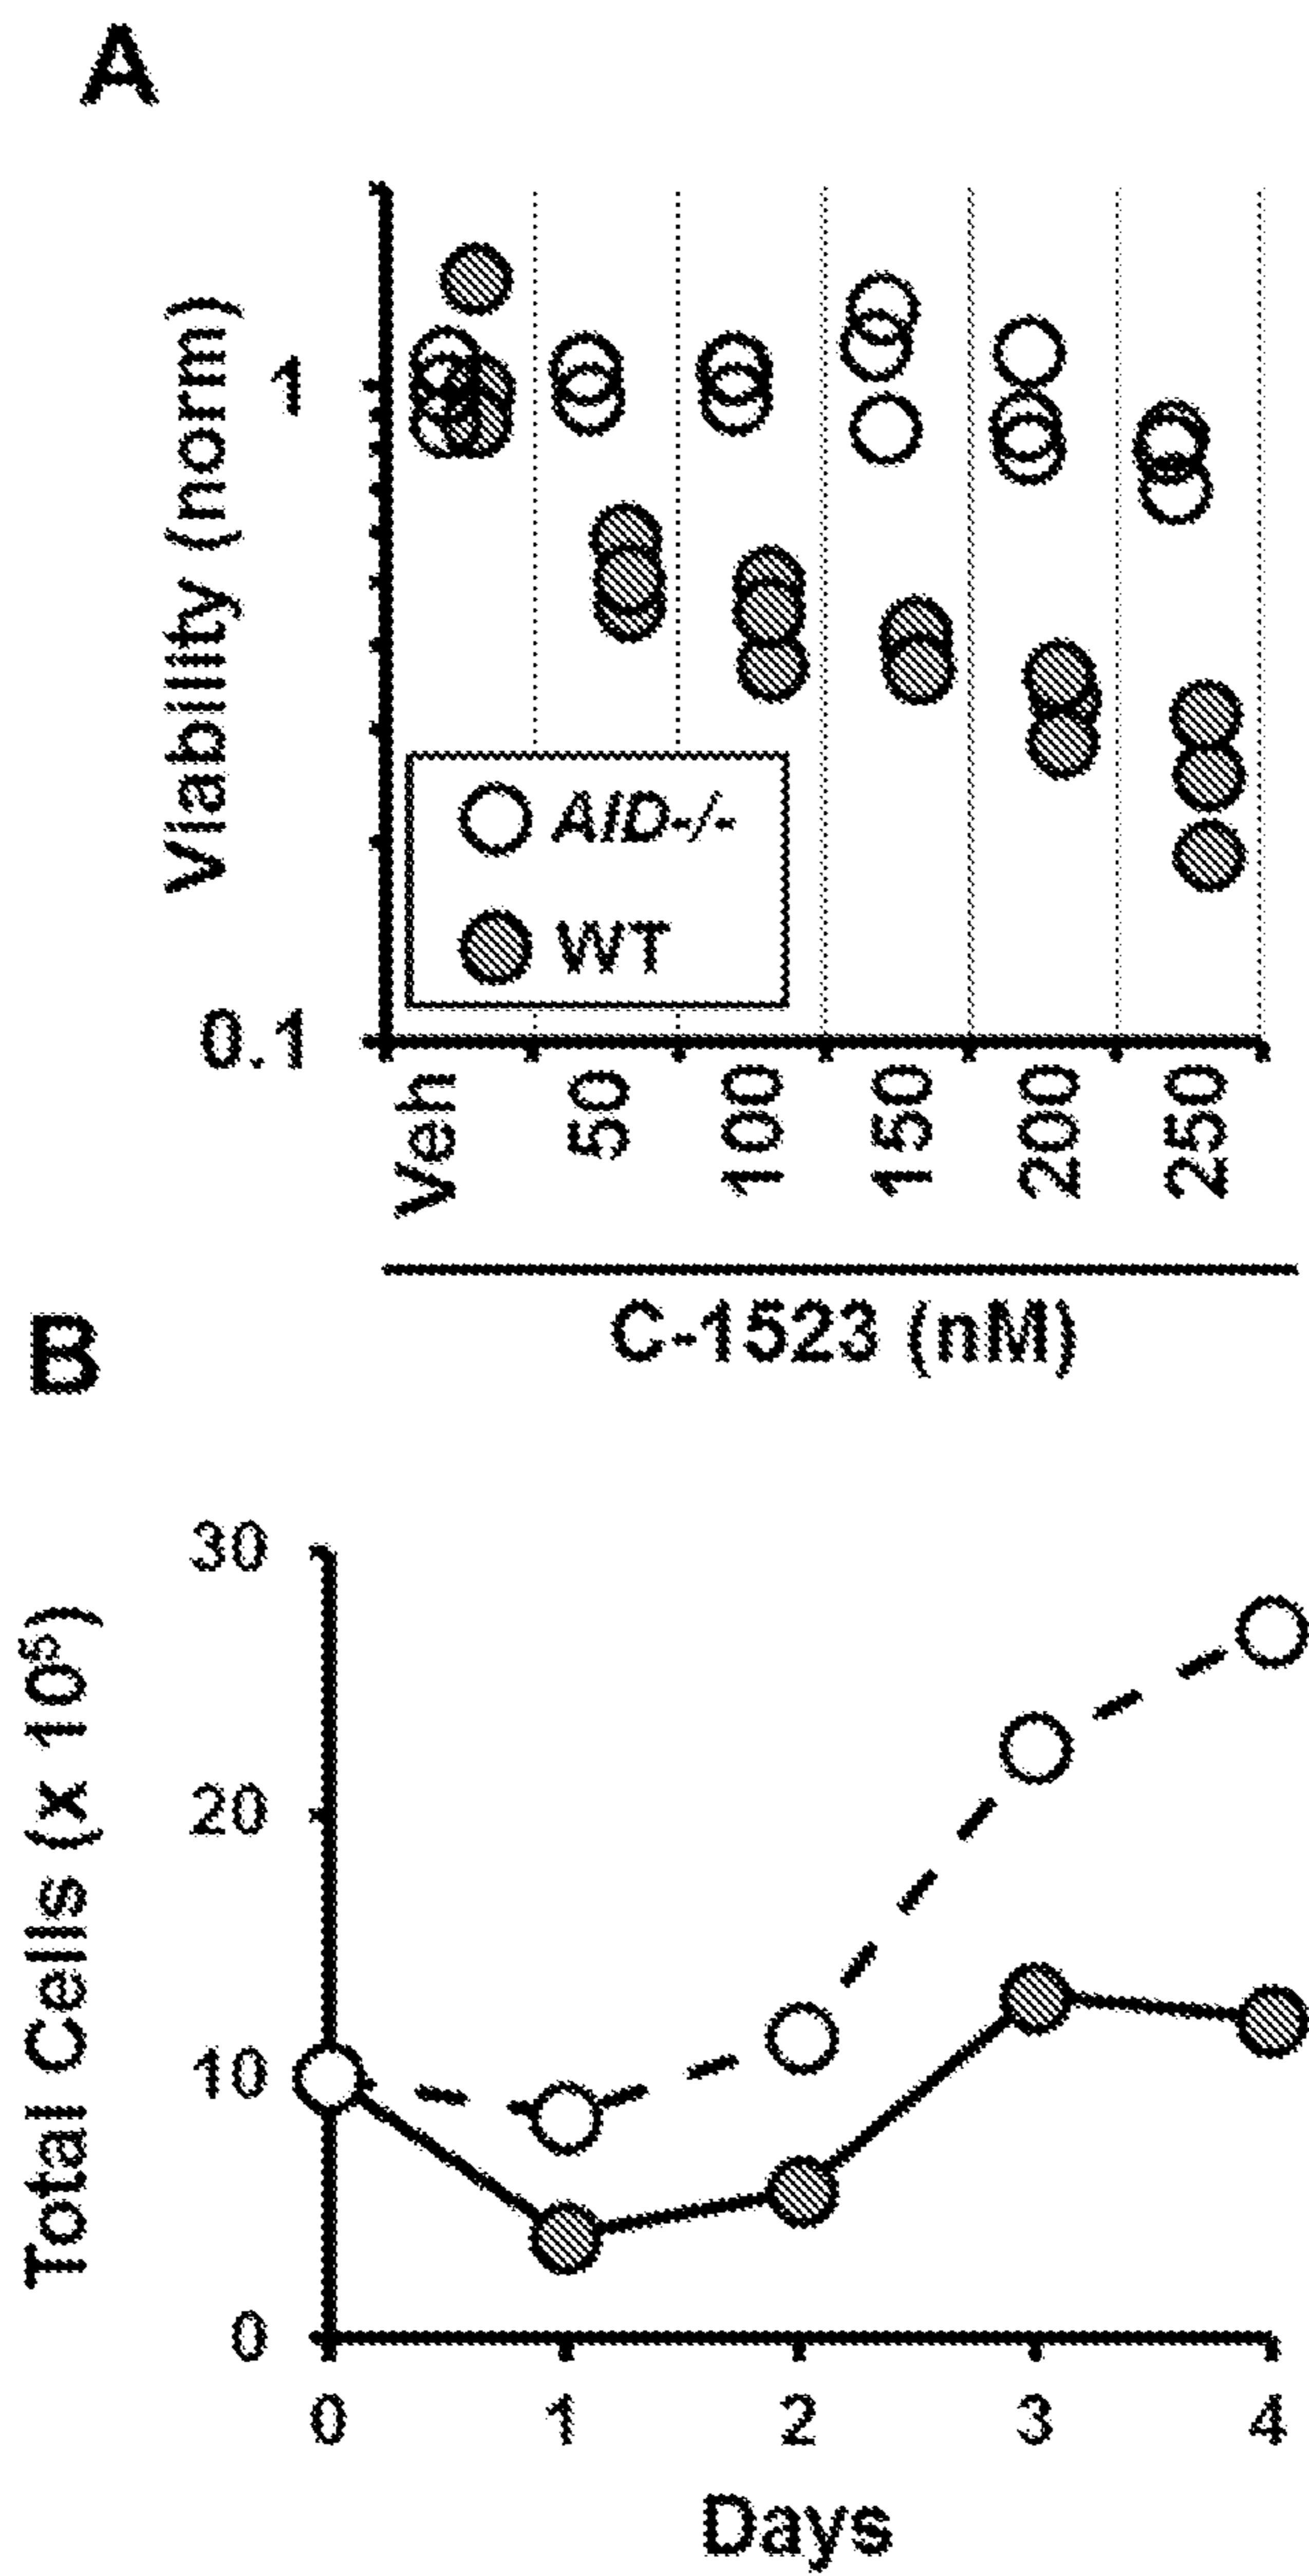 A
Viability (norm)
1
0.1
AID-/-
WT
Veh 50 100 150 200 250
C-1523 (nM)
B
Total Cells (x 10⁵)
30
20
10
0
0 1 2 3 4
Days